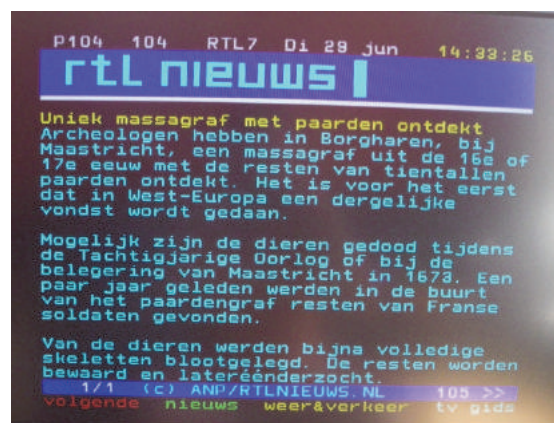 P104 104 RTL7 Di 29 jun 14:33:26
rtl nieuws
Uniek massagraf met paarden ontdekt
Archeologen hebben in Borgharen, bij
Maastricht, een massagraf uit de 16e of
17e eeuw met de resten van tientallen
paarden ontdekt. Het is voor het eerst
dat in West-Europa een dergelijke
vondst wordt gedaan.
Mogelijk zijn de dieren gedood tijdens
de Tachtigjarige Oorlog of bij de
belegering van Maastricht in 1673. Een
paar jaar geleden werden in de buurt
van het paardengraf resten van Franse
soldaten gevonden.
Van de dieren werden bijna volledige
skeletten blootgelegd. De resten worden
bewaard en lateréénderzocht.
1/1 (c) ANP/RTLNIEUWS.NL 105 >>
volgende nieuws weer&verkeer tv gids